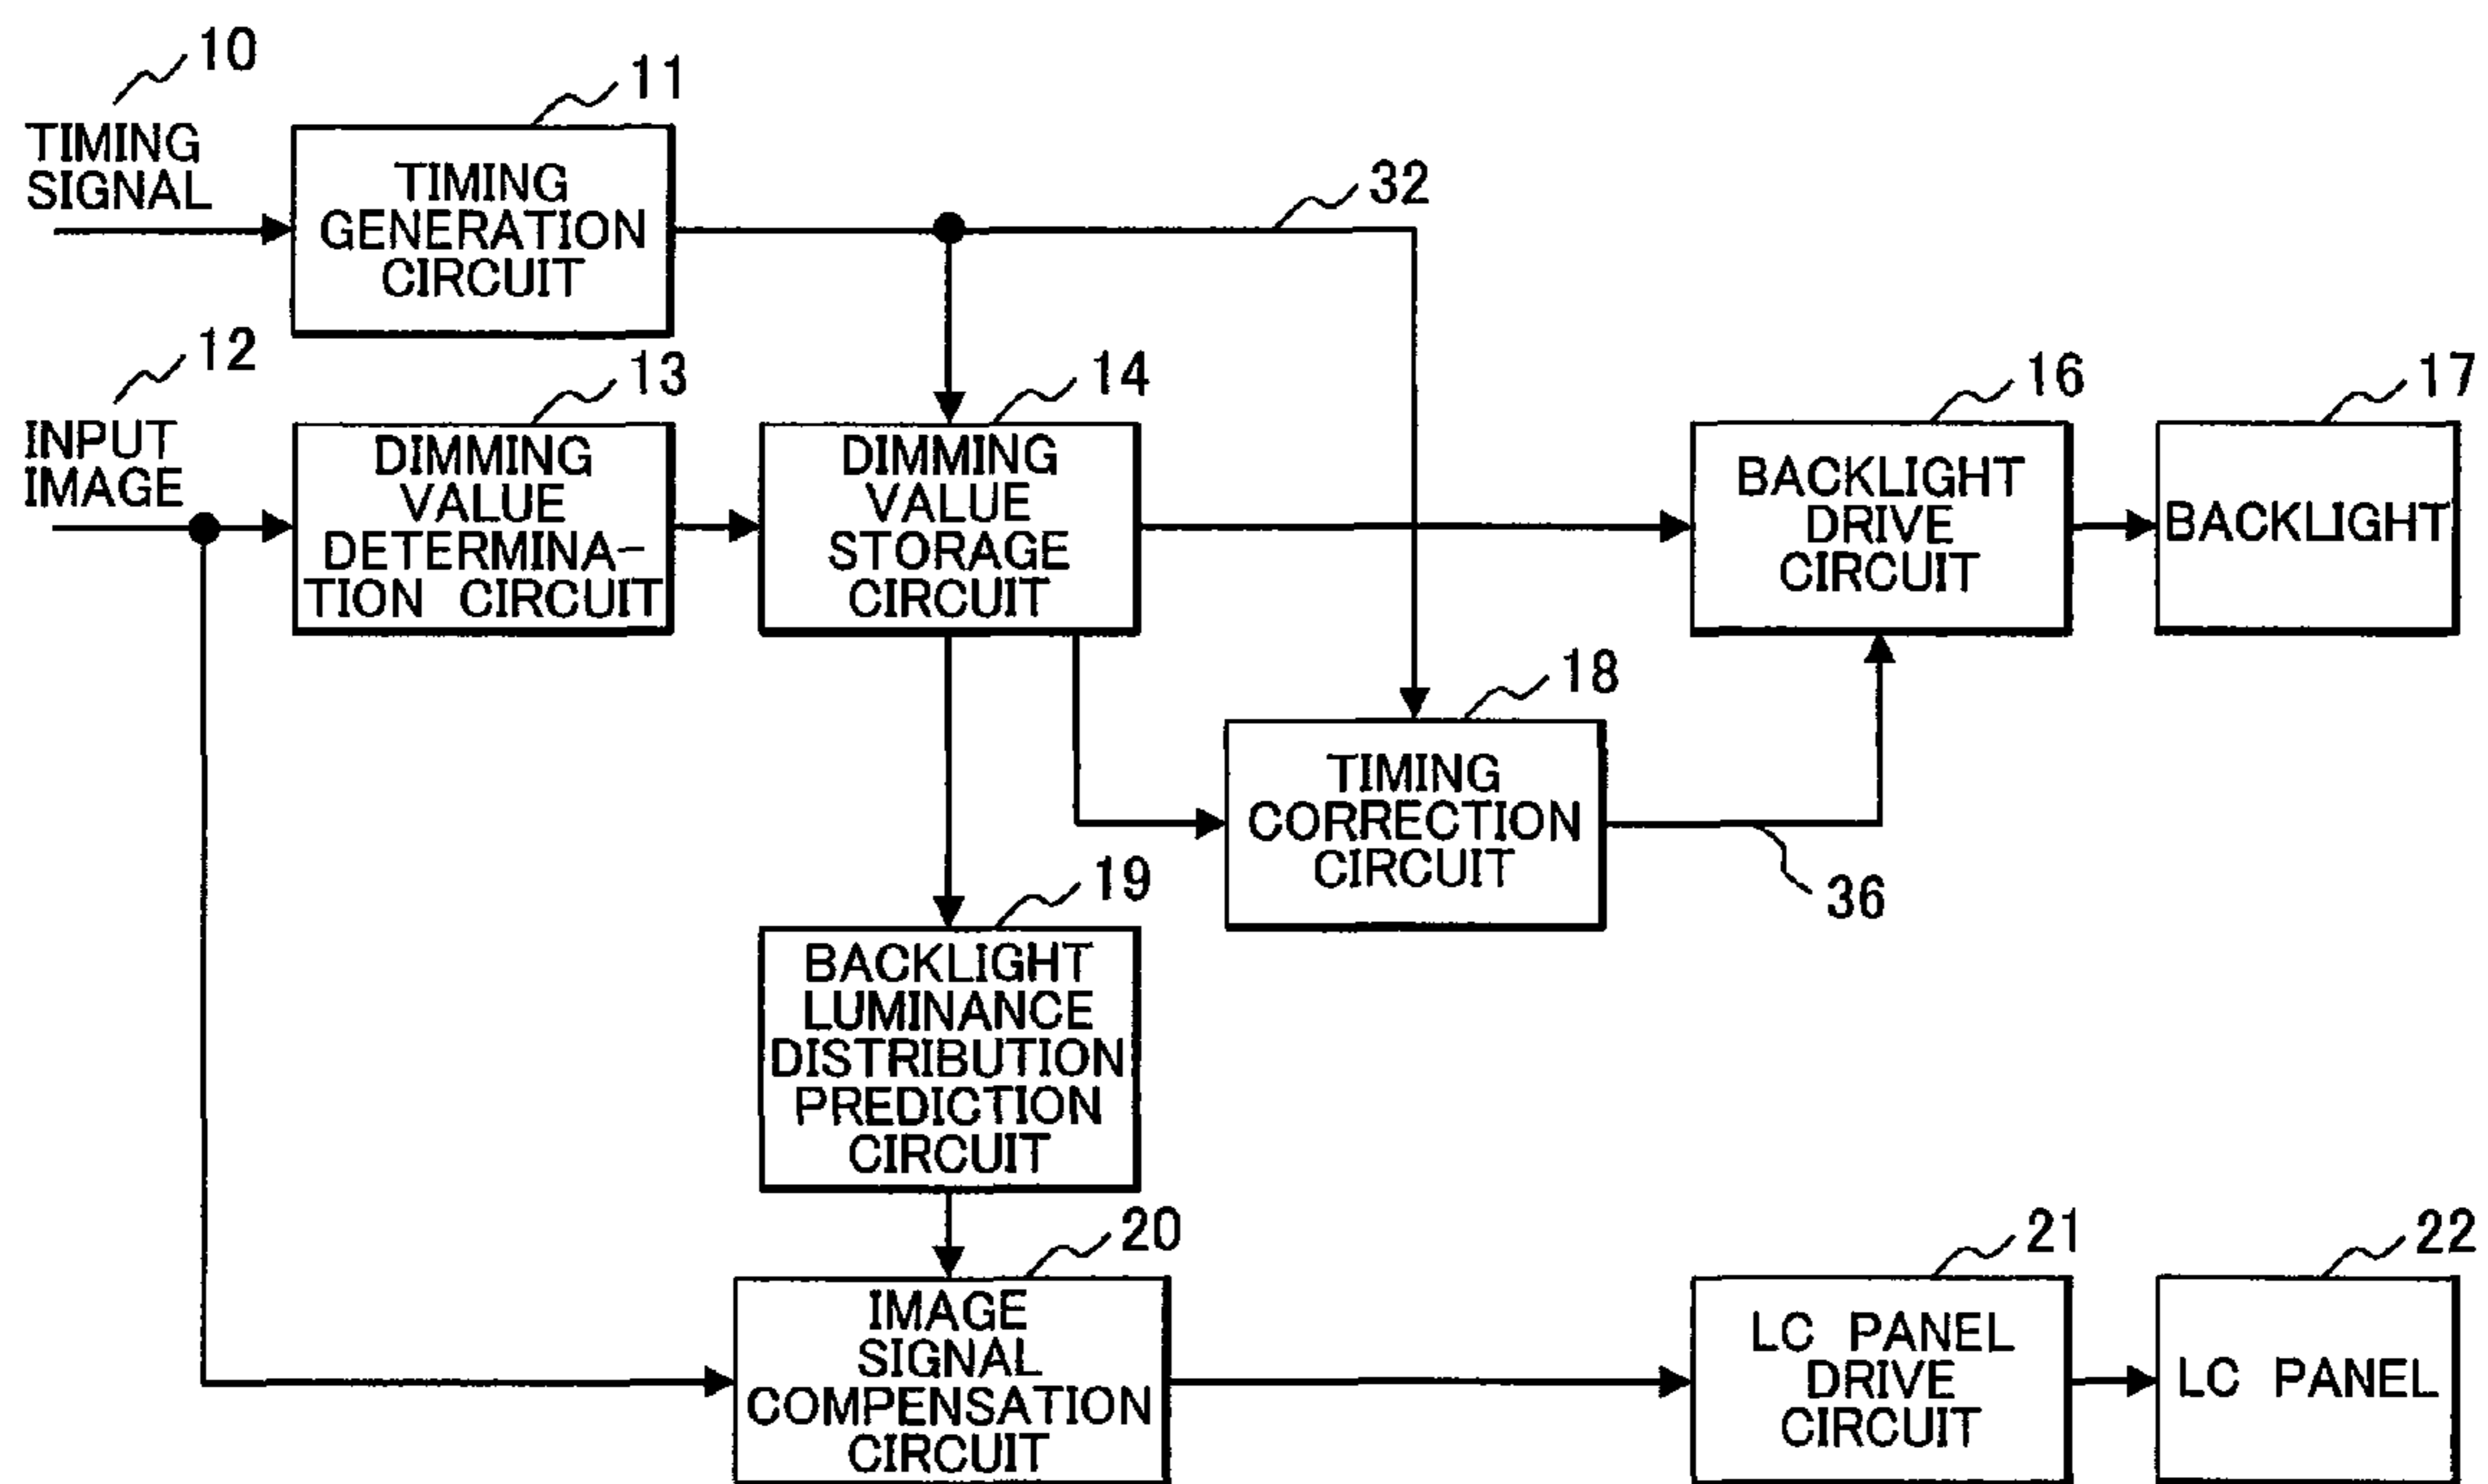 10
TIMING
SIGNAL
11
TIMING
GENERATION
CIRCUIT
32
12
INPUT
IMAGE
13
DIMMING
VALUE
DETERMINA-
TION CIRCUIT
14
DIMMING
VALUE
STORAGE
CIRCUIT
16
BACKLIGHT
DRIVE
CIRCUIT
17
BACKLIGHT
18
TIMING
CORRECTION
CIRCUIT
36
19
BACKLIGHT
LUMINANCE
DISTRIBUTION
PREDICTION
CIRCUIT
20
IMAGE
SIGNAL
COMPENSATION
CIRCUIT
21
LC PANEL
DRIVE
CIRCUIT
22
LC PANEL